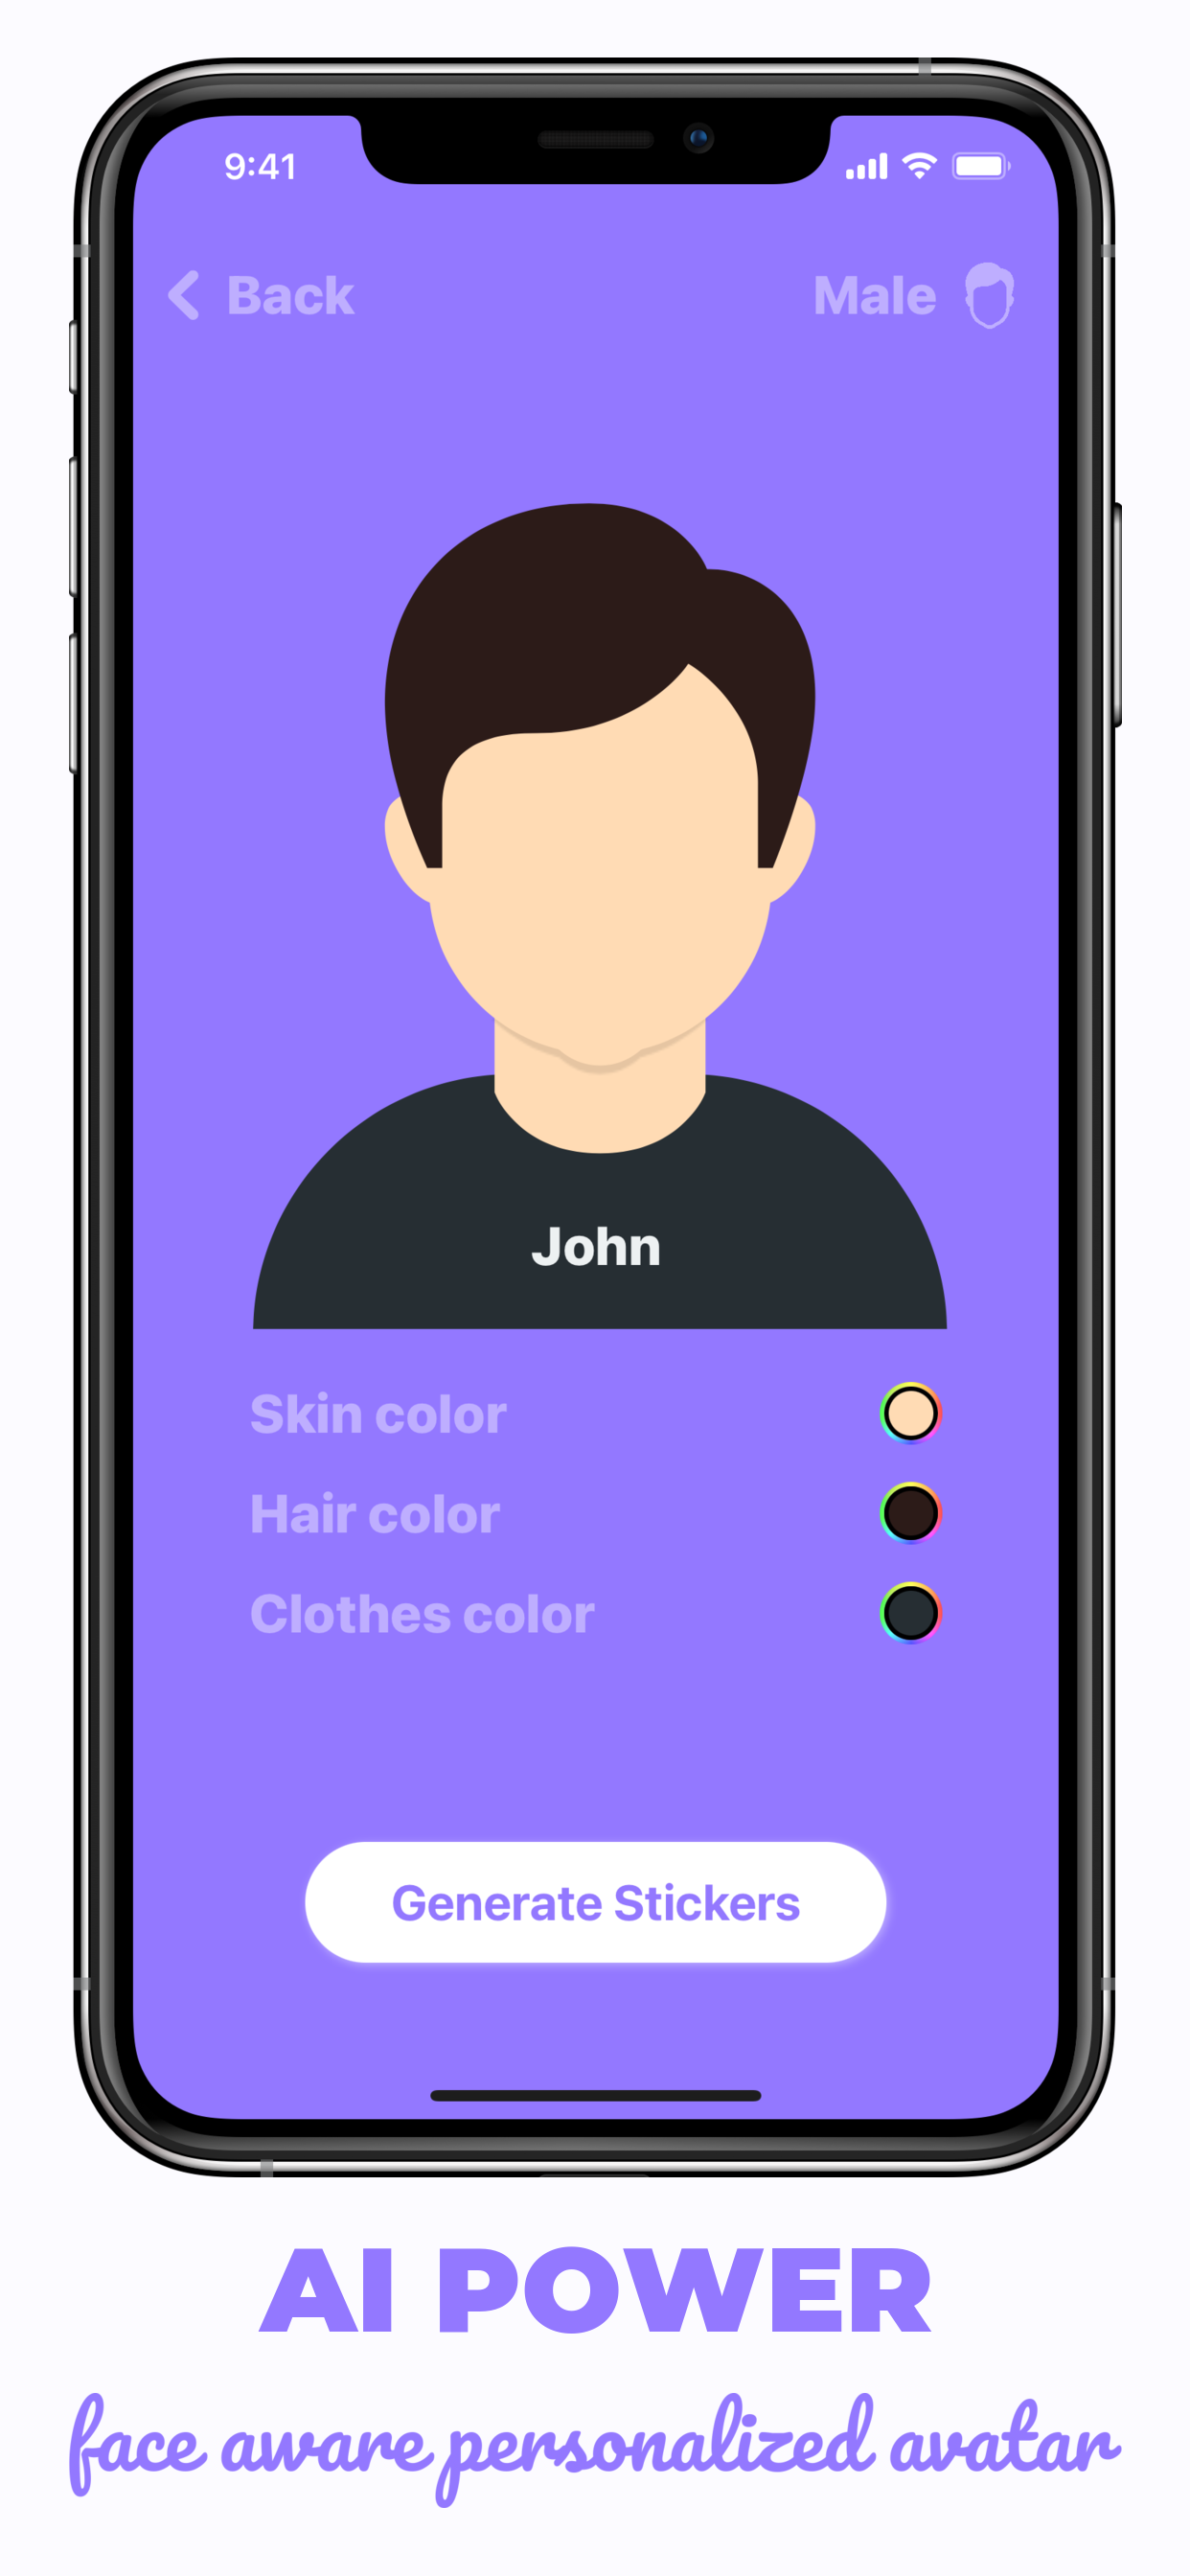 9:41
Back
Male
John
Skin color
Hair color
Clothes color
Generate Stickers
AI POWER
face aware personalized avatar